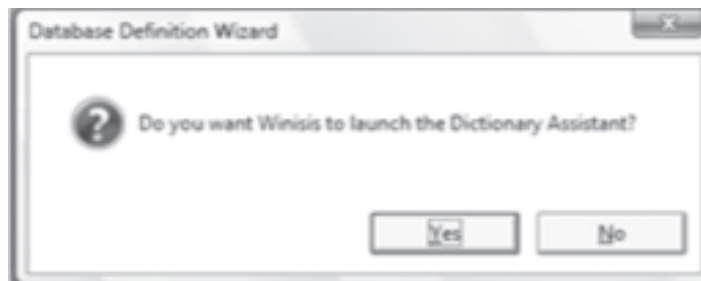 Database Definition Wizard
Do you want Winisis to launch the Dictionary Assistant?
Yes No